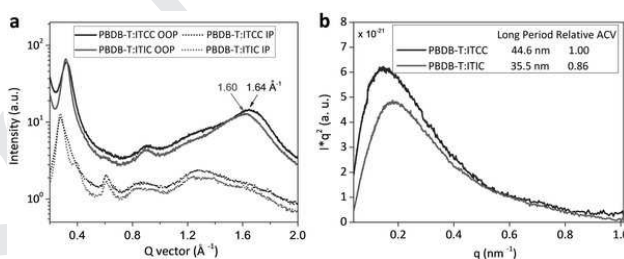 a
PBDB-T:ITCC OOP PBDB-T:ITCC IP
PBDB-T:ITIC OOP PBDB-T:ITIC IP
10²
10¹
10⁰
Intensity (a.u.)
1.60 1.64 Å⁻¹
0.4 0.8 1.2 1.6 2.0
Q vector (Å⁻¹)
b
x 10⁻²¹
Long Period Relative ACV
PBDB-T:ITCC 44.6 nm 1.00
PBDB-T:ITIC 35.5 nm 0.86
8
7
6
5
4
3
2
1
0
I*q² (a. u.)
0.2 0.4 0.6 0.8 1.0
q (nm⁻¹)